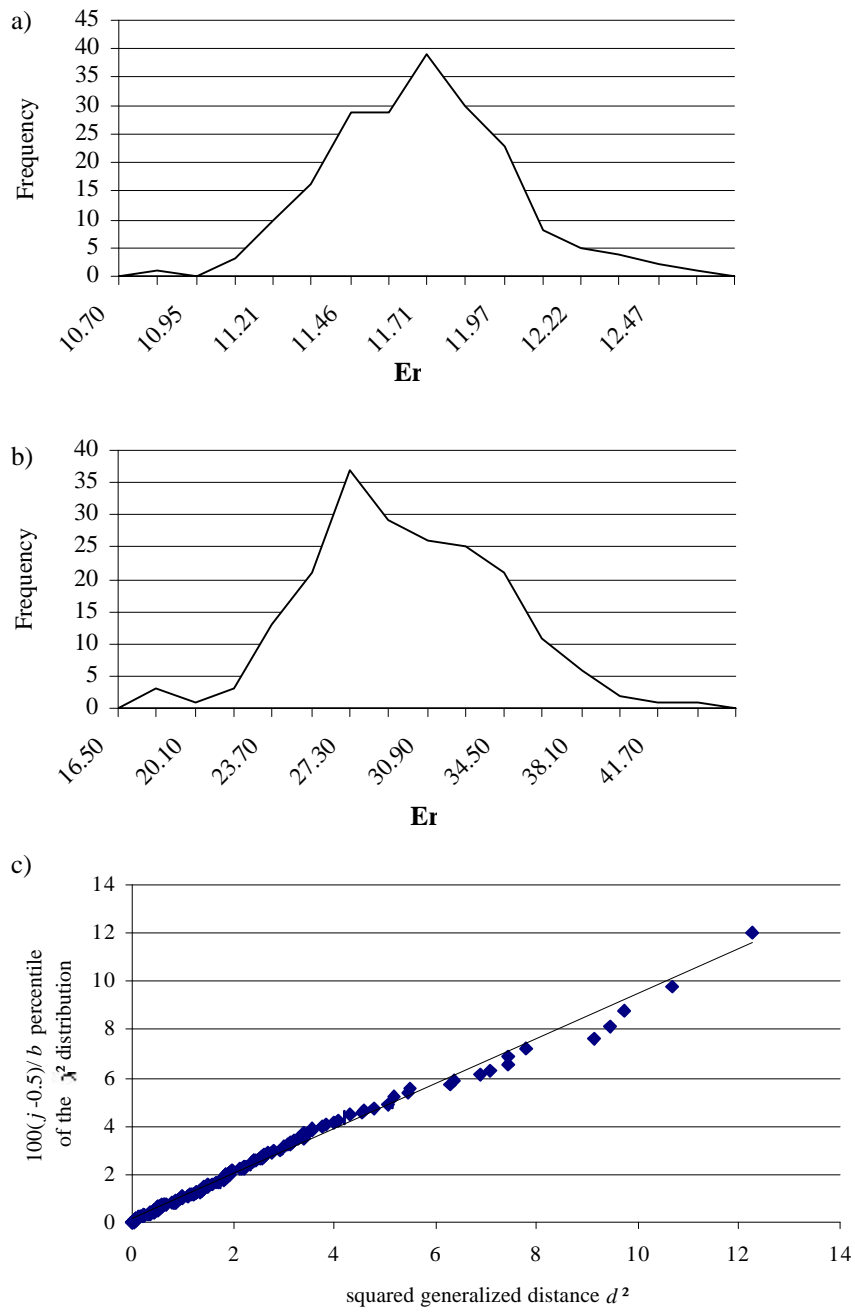 a)
45
40
35
30
25
20
15
10
5
0
Frequency
10.70 10.95 11.21 11.46 11.71 11.97 12.22 12.47
Er
b)
40
35
30
25
20
15
10
5
0
Frequency
16.50 20.10 23.70 27.30 30.90 34.50 38.10 41.70
Er
c)
14
12
10
8
6
4
2
0
100(j -0.5)/ b percentile
of the χ² distribution
0 2 4 6 8 10 12 14
squared generalized distance d ²